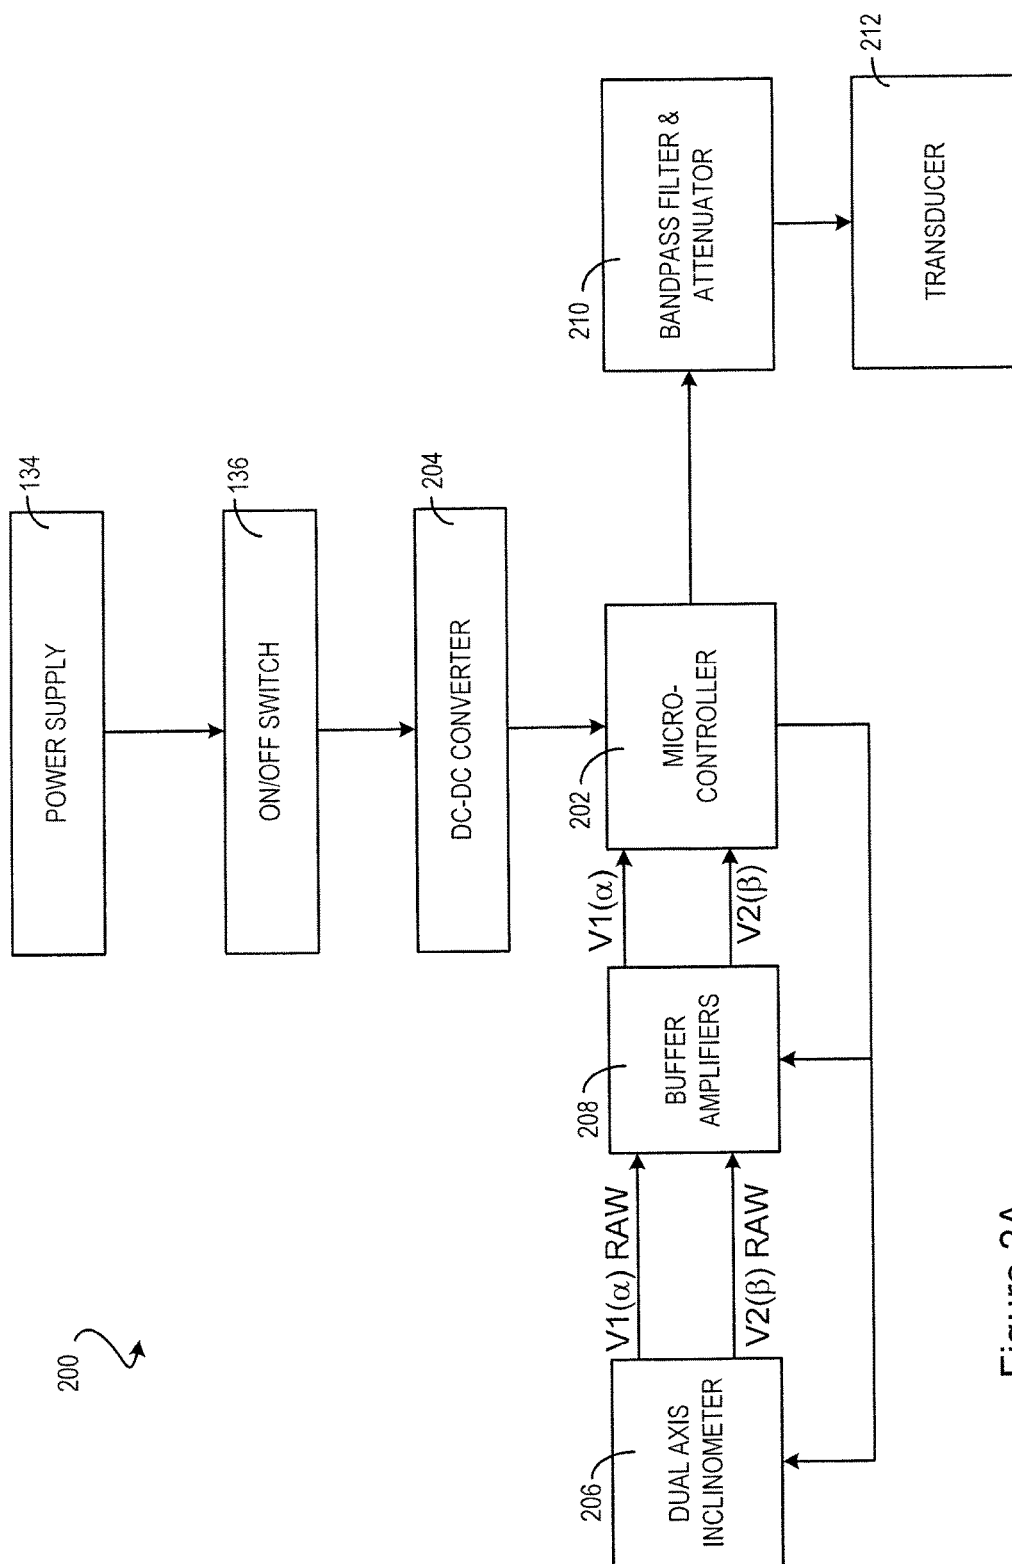 200
134
POWER SUPPLY
136
ON/OFF SWITCH
204
DC-DC CONVERTER
206
DUAL AXIS
INCLINOMETER
V1(α) RAW
V2(β) RAW
208
BUFFER
AMPLIFIERS
V1(α)
V2(β)
202
MICRO-
CONTROLLER
210
BANDPASS FILTER &
ATTENUATOR
212
TRANSDUCER